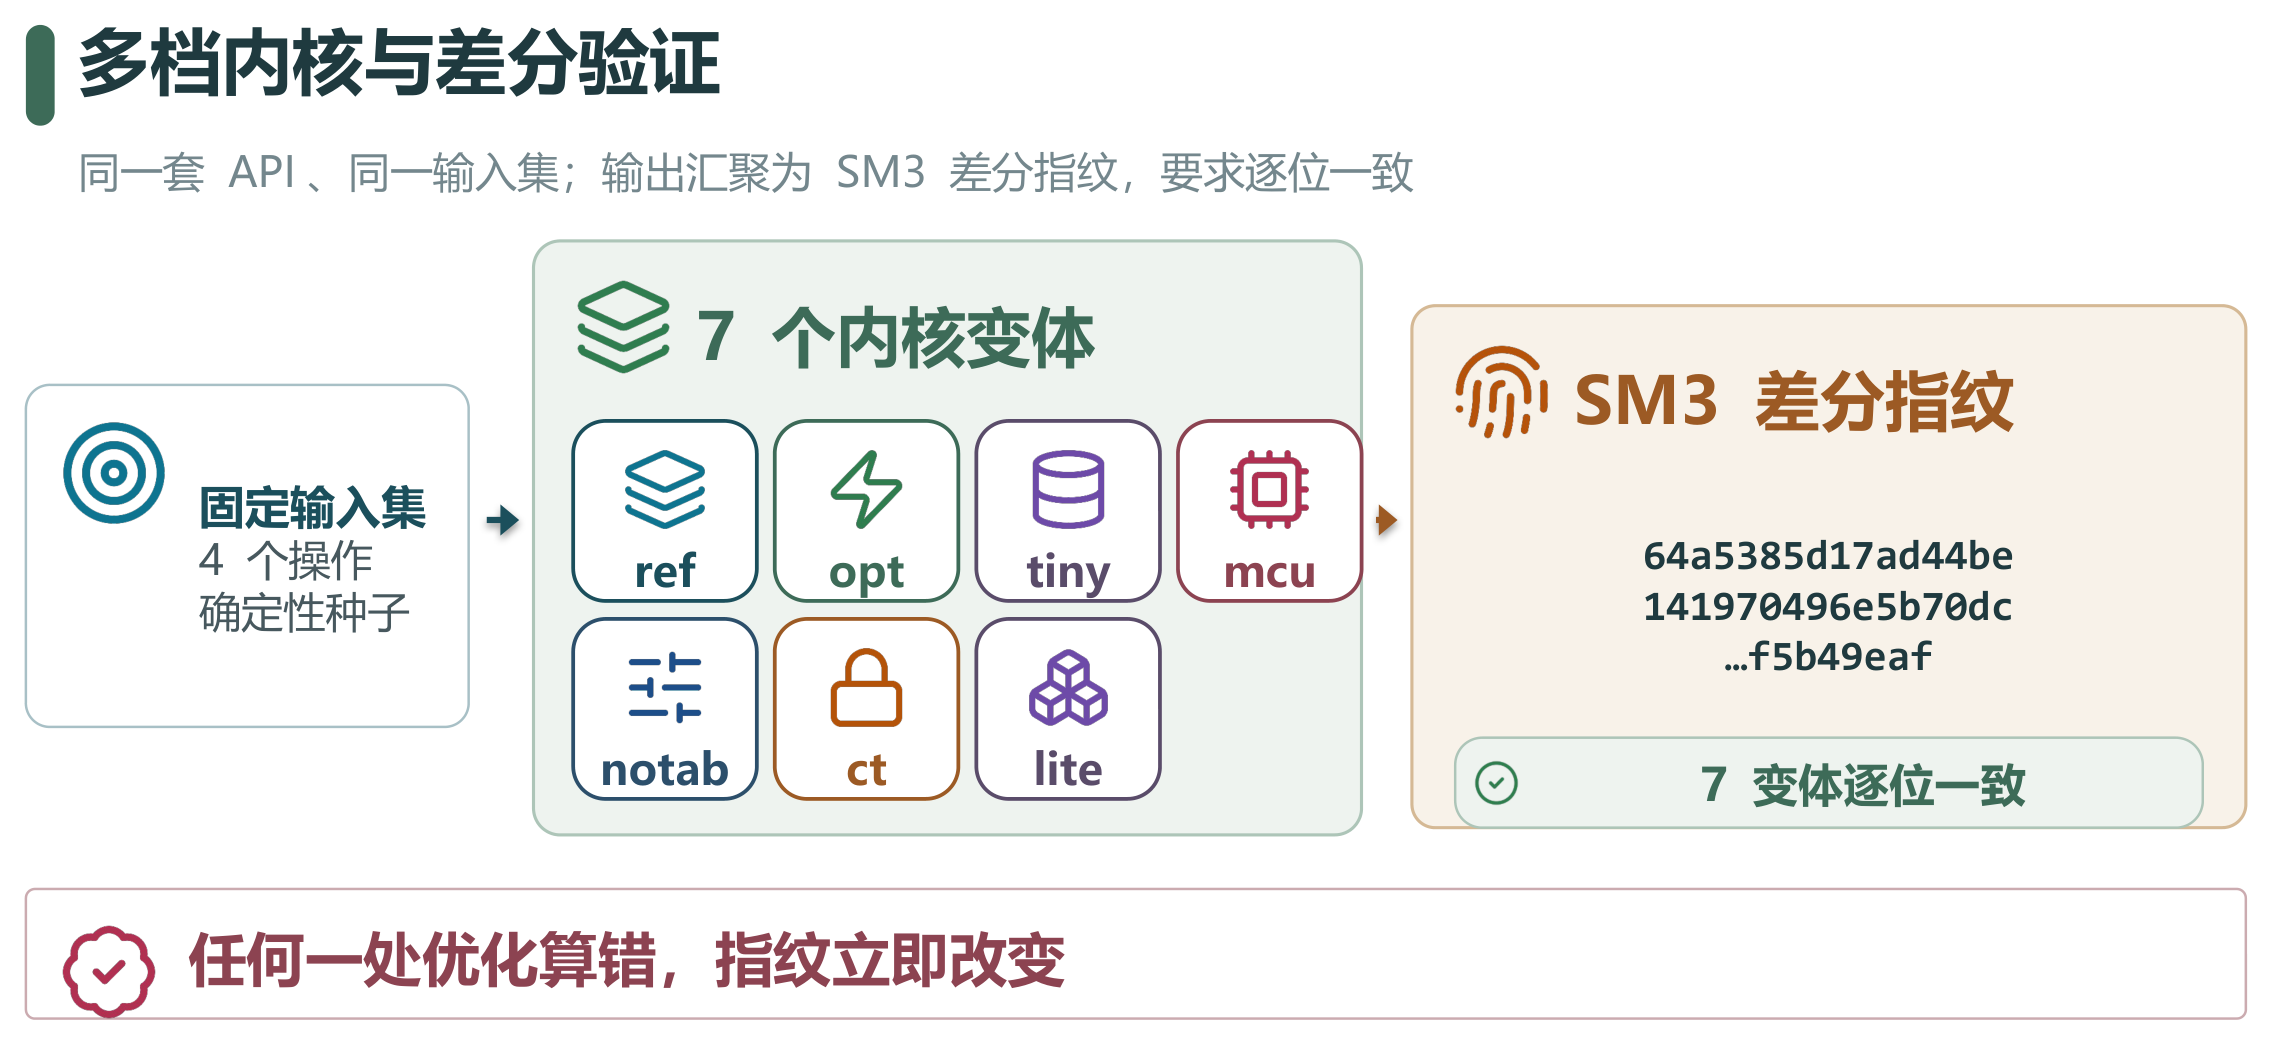 多档内核与差分验证
同一套 API、同一输入集；输出汇聚为 SM3 差分指纹，要求逐位一致
固定输入集
4 个操作
确定性种子
7 个内核变体
ref
opt
tiny
mcu
notab
ct
lite
SM3 差分指纹
64a5385d17ad44be
141970496e5b70dc
…f5b49eaf
7 变体逐位一致
任何一处优化算错，指纹立即改变